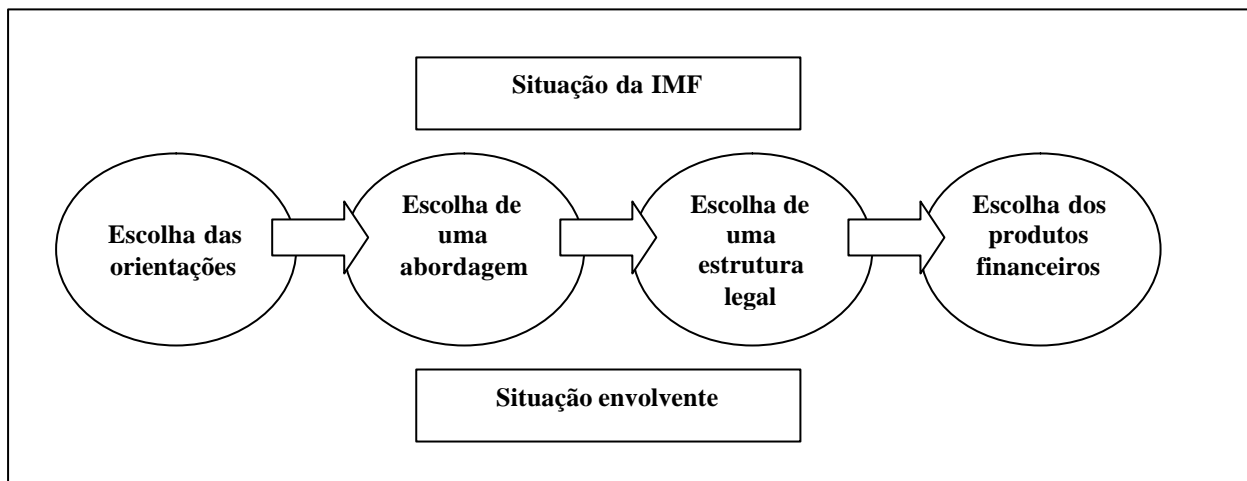 Situação da IMF
Escolha das
orientações
Escolha de
uma
abordagem
Escolha de
uma
estrutura
legal
Escolha dos
produtos
financeiros
Situação envolvente